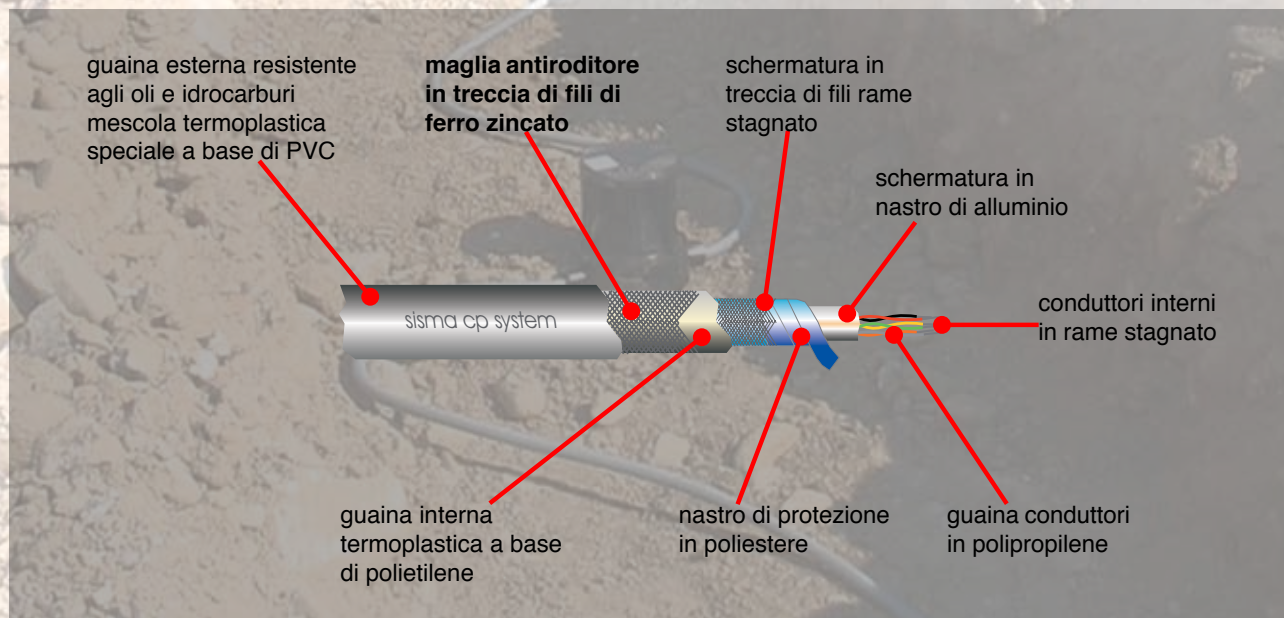 guaina esterna resistente
agli oli e idrocarburi
mescola termoplastica
speciale a base di PVC
maglia antiroditore
in treccia di fili di
ferro zincato
schermatura in
treccia di fili rame
stagnato
schermatura in
nastro di alluminio
sisma cp system
conduttori interni
in rame stagnato
guaina interna
termoplastica a base
di polietilene
nastro di protezione
in poliestere
guaina conduttori
in polipropilene